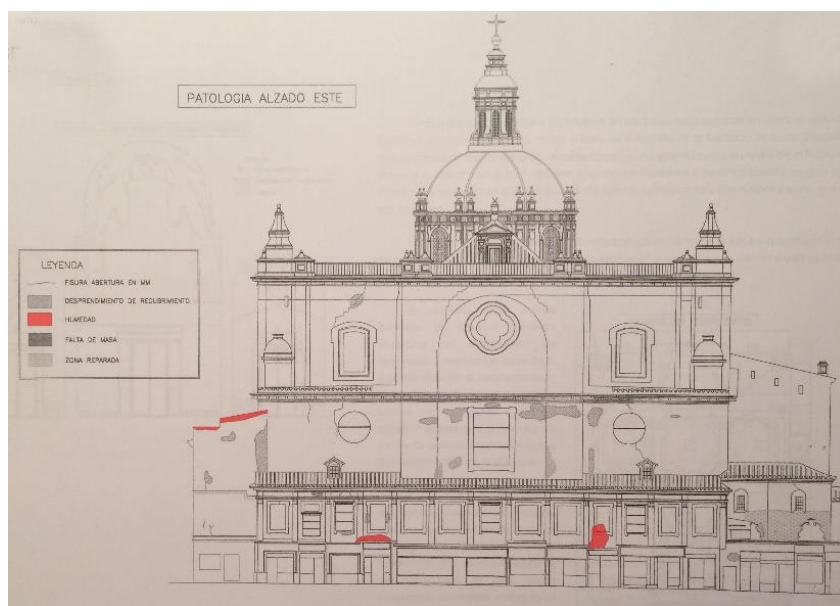 PATOLOGIA ALZADO ESTE
LEYENDA
FISURA ABERTURA EN MM
DESPRENDIMIENTO DE RECUBRIMIENTO
HUMEDAD
FALTA DE MASA
ZONA REPARADA